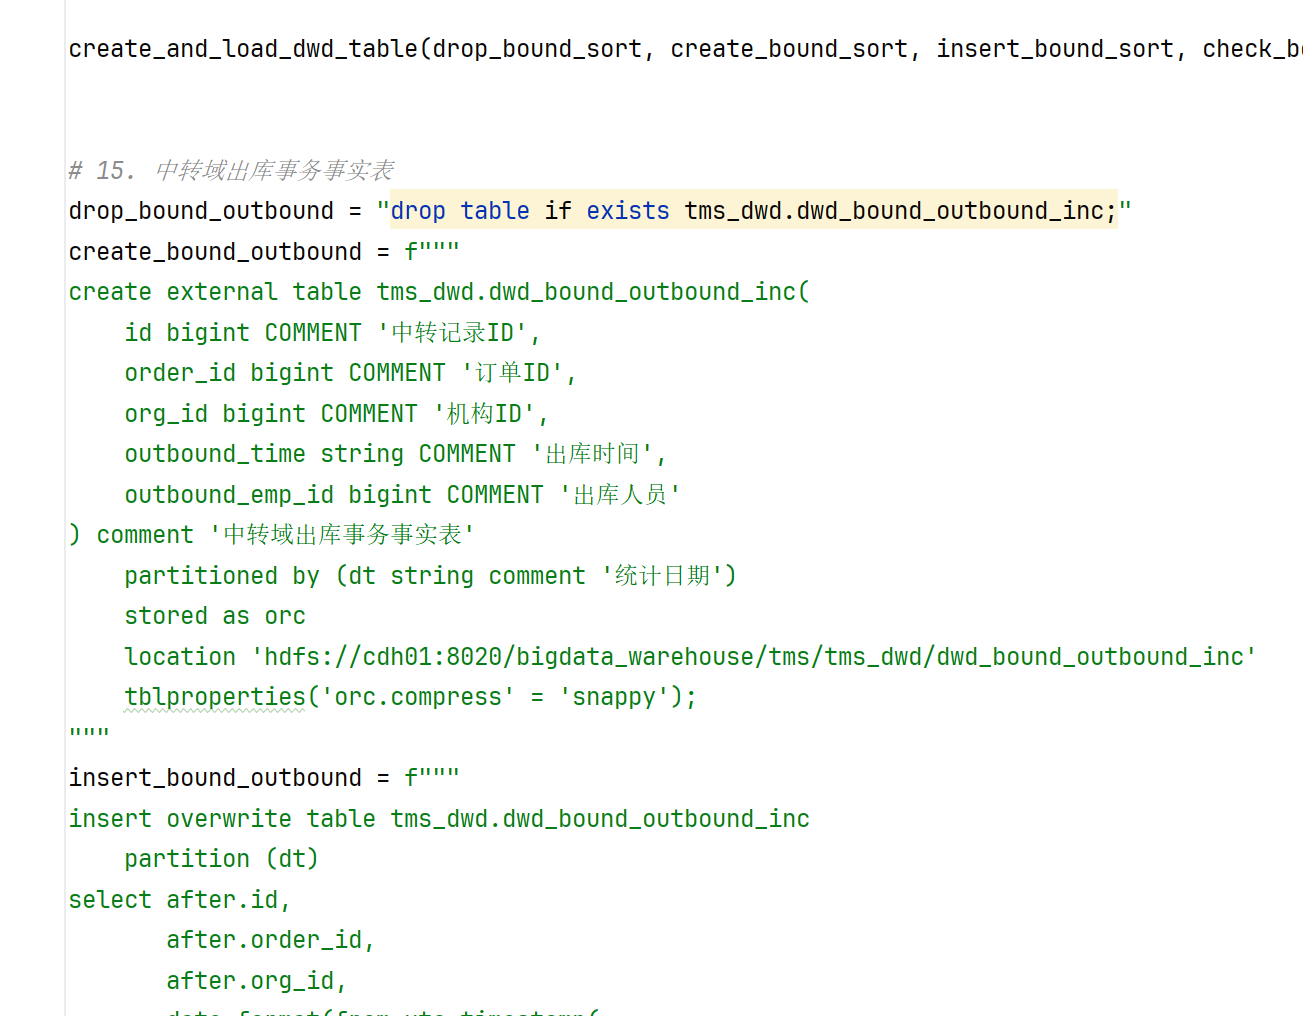 create_and_load_dwd_table(drop_bound_sort, create_bound_sort, insert_bound_sort,
# 15. 中转域出库事务事实表
drop_bound_outbound = "drop table if exists tms_dwd.dwd_bound_outbound_inc;"
create_bound_outbound = f"""
create external table tms_dwd.dwd_bound_outbound_inc(
    id bigint COMMENT '中转记录ID',
    order_id bigint COMMENT '订单ID',
    org_id bigint COMMENT '机构ID',
    outbound_time string COMMENT '出库时间',
    outbound_emp_id bigint COMMENT '出库人员'
) comment '中转域出库事务事实表'
    partitioned by (dt string comment '统计日期')
    stored as orc
    location 'hdfs://cdh01:8020/bigdata_warehouse/tms/tms_dwd/dwd_bound_outbound_inc'
    tblproperties('orc.compress' = 'snappy');
"""
insert_bound_outbound = f"""
insert overwrite table tms_dwd.dwd_bound_outbound_inc
    partition (dt)
select after.id,
       after.order_id,
       after.org_id,